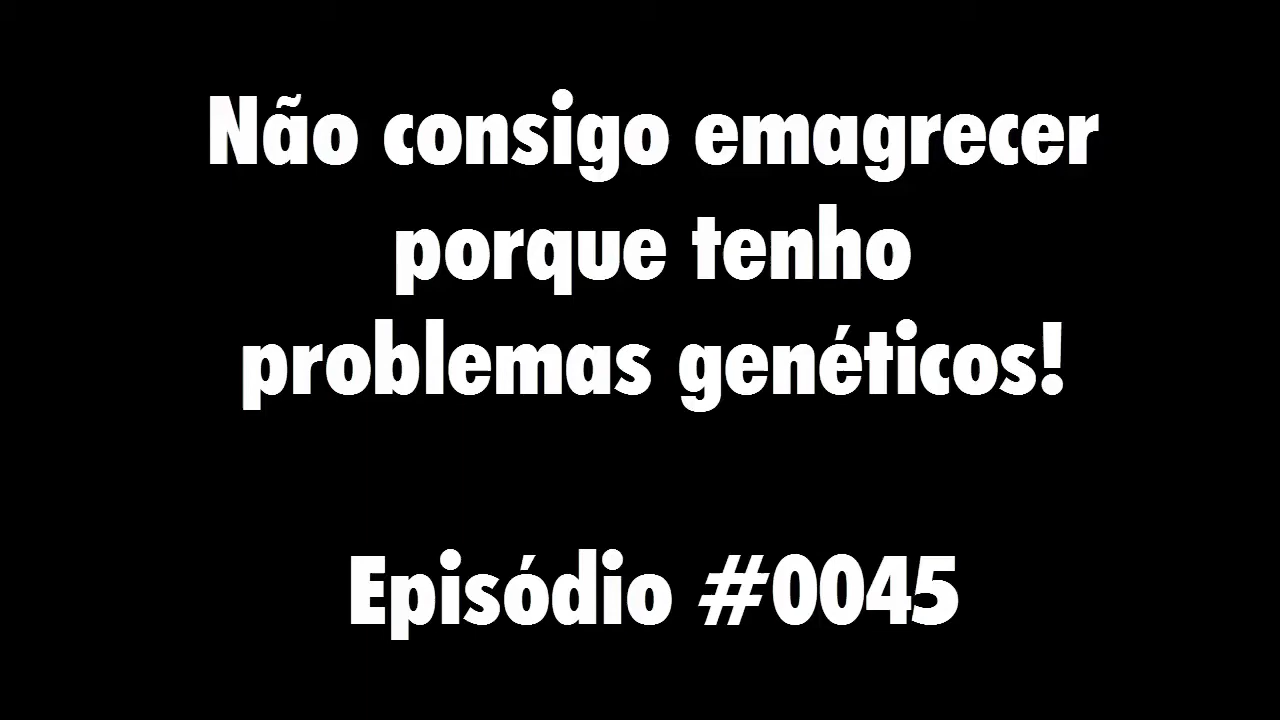 Não consigo emagrecer
porque tenho
problemas genéticos!
Episódio #0045